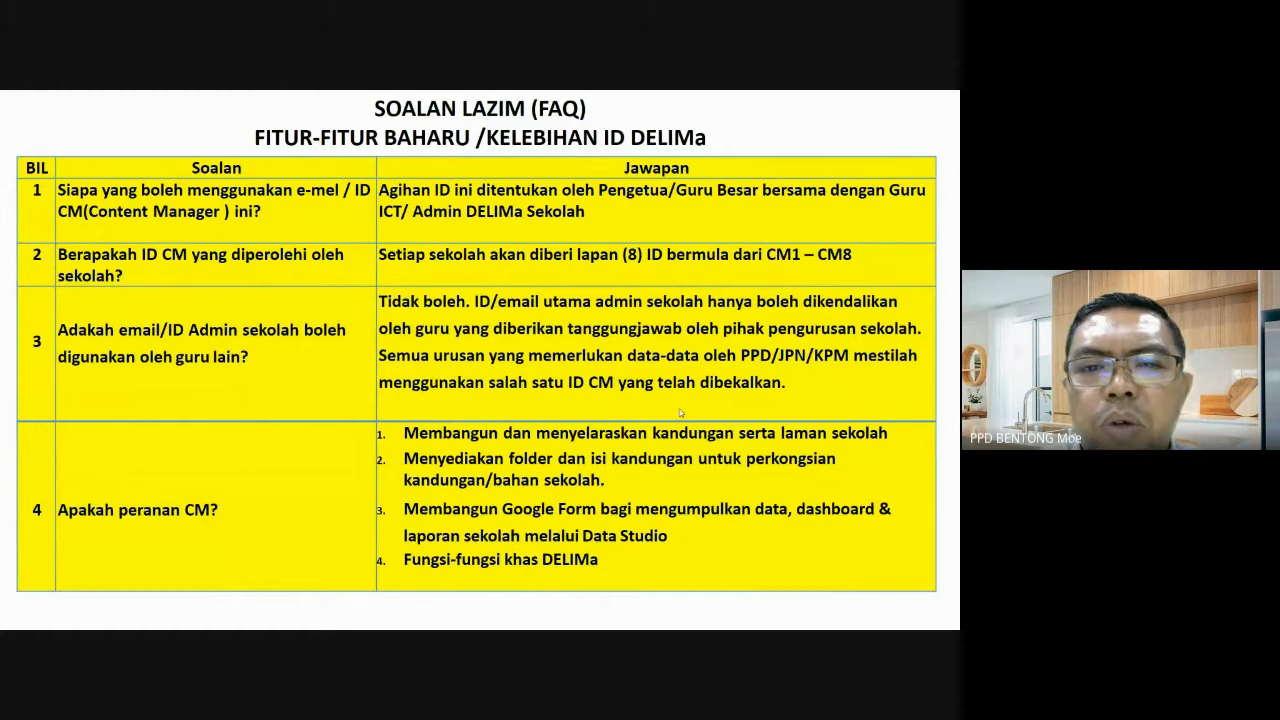 SOALAN LAZIM (FAQ)
FITUR-FITUR BAHARU /KELEBIHAN ID DELIMa
BIL
Soalan
Jawapan
1
Siapa yang boleh menggunakan e-mel / ID
CM(Content Manager ) ini?
Agihan ID ini ditentukan oleh Pengetua/Guru Besar bersama dengan Guru
ICT/ Admin DELIMa Sekolah
2
Berapakah ID CM yang diperolehi oleh
sekolah?
Setiap sekolah akan diberi lapan (8) ID bermula dari CM1 – CM8
3
Adakah email/ID Admin sekolah boleh
digunakan oleh guru lain?
Tidak boleh. ID/email utama admin sekolah hanya boleh dikendalikan
oleh guru yang diberikan tanggungjawab oleh pihak pengurusan sekolah.
Semua urusan yang memerlukan data-data oleh PPD/JPN/KPM mestilah
menggunakan salah satu ID CM yang telah dibekalkan.
4
Apakah peranan CM?
1. Membangun dan menyelaraskan kandungan serta laman sekolah
2. Menyediakan folder dan isi kandungan untuk perkongsian
kandungan/bahan sekolah.
3. Membangun Google Form bagi mengumpulkan data, dashboard &
laporan sekolah melalui Data Studio
4. Fungsi-fungsi khas DELIMa
PPD BENTONG Moe